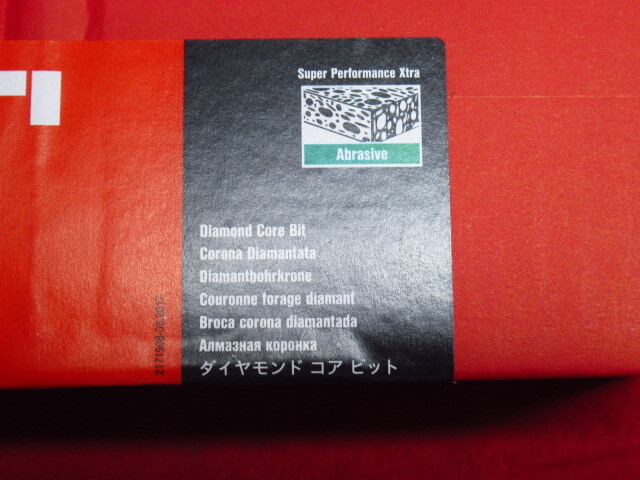 Super Performance Xtra
Abrasive
Diamond Core Bit
Corona Diamantata
Diamantbohrkrone
Couronne forage diamant
Broca corona diamantada
Алмазная коронка
ダイヤモンド コア ビット